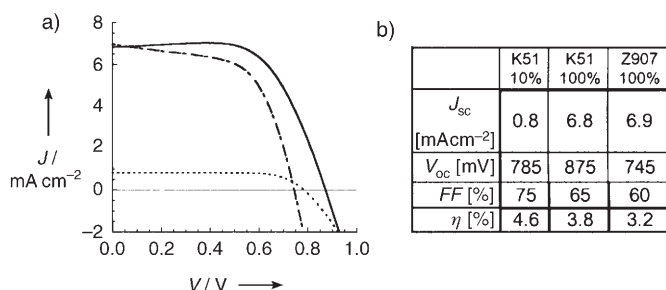 a)
8
6
4
2
0
–2
J /
mA cm–2
0.0 0.2 0.4 0.6 0.8 1.0
V/ V
b)
K51 10% K51 100% Z907 100%
Jsc [mAcm–2] 0.8 6.8 6.9
Voc [mV] 785 875 745
FF [%] 75 65 60
η [%] 4.6 3.8 3.2